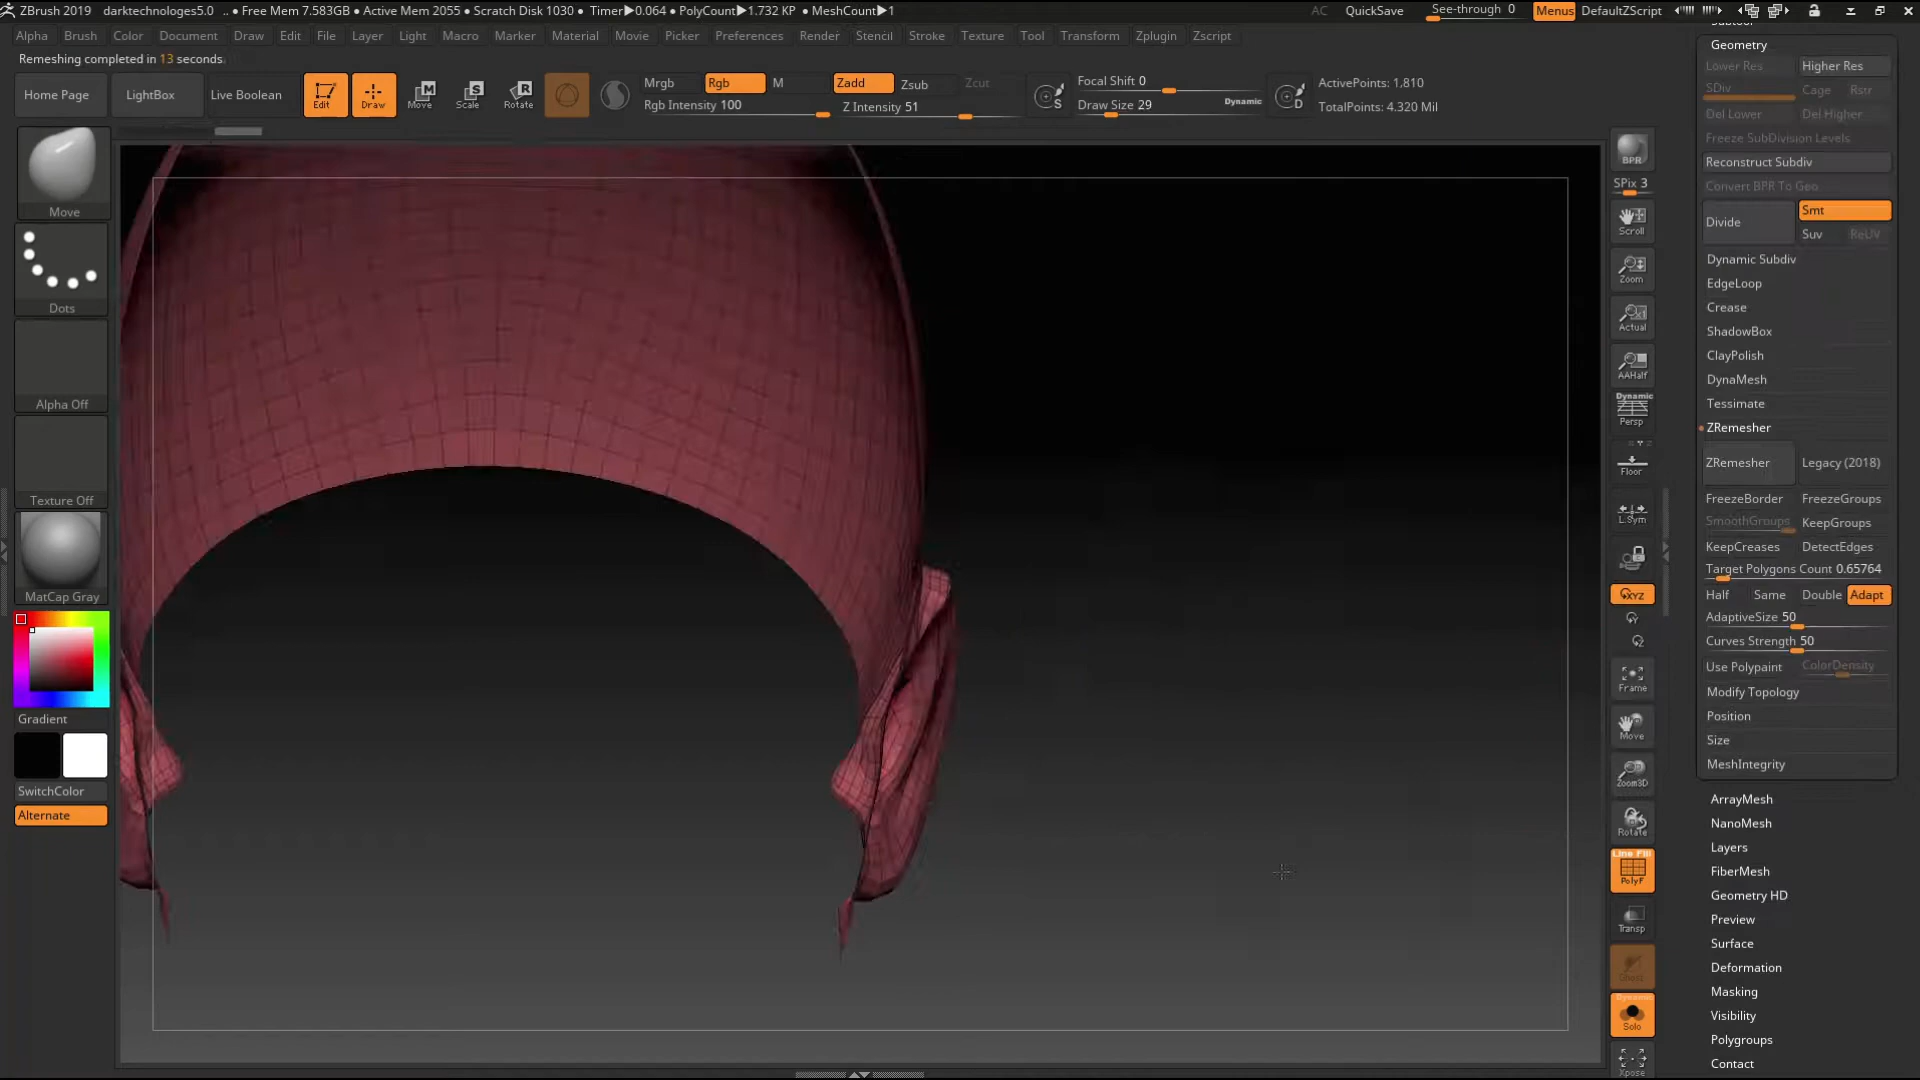 ZBrush 2019 darktechnologes5.0 .. • Free Mem 7.583GB • Active Mem 2055 • Scratch Disk 1030 • Timer▶0.064 • PolyCount▶1.732 KP • MeshCount▶1 AC QuickSave See-through 0 Menus DefaultZScript
Alpha Brush Color Document Draw Edit File Layer Light Macro Marker Material Movie Picker Preferences Render Stencil Stroke Texture Tool Transform Zplugin Zscript
Remeshing completed in 13 seconds
Home Page LightBox Live Boolean Edit Draw Move Scale Rotate
Mrgb Rgb M Zadd Zsub Zcut
Rgb Intensity 100 Z Intensity 51
S
Focal Shift 0
Draw Size 29 Dynamic
D
ActivePoints: 1,810
TotalPoints: 4.320 Mil
Move
Dots
Alpha Off
Texture Off
MatCap Gray
Gradient
SwitchColor
Alternate
BPR
SPix 3
Scroll
Zoom
Actual
AAHalf
Dynamic
Persp
Floor
L.Sym
XYZ
Frame
Move
Zoom3D
Rotate
Line Fill
PolyF
Transp
Ghost
Dynamic
Solo
Xpose
Subtool
Geometry
Lower Res Higher Res
SDiv Cage Rstr
Del Lower Del Higher
Freeze SubDivision Levels
Reconstruct Subdiv
Convert BPR To Geo
Divide Smt
Suv ReUV
Dynamic Subdiv
EdgeLoop
Crease
ShadowBox
ClayPolish
DynaMesh
Tessimate
ZRemesher
ZRemesher Legacy (2018)
FreezeBorder FreezeGroups
SmoothGroups KeepGroups
KeepCreases DetectEdges
Target Polygons Count 0.65764
Half Same Double Adapt
AdaptiveSize 50
Curves Strength 50
Use Polypaint ColorDensity
Modify Topology
Position
Size
MeshIntegrity
ArrayMesh
NanoMesh
Layers
FiberMesh
Geometry HD
Preview
Surface
Deformation
Masking
Visibility
Polygroups
Contact